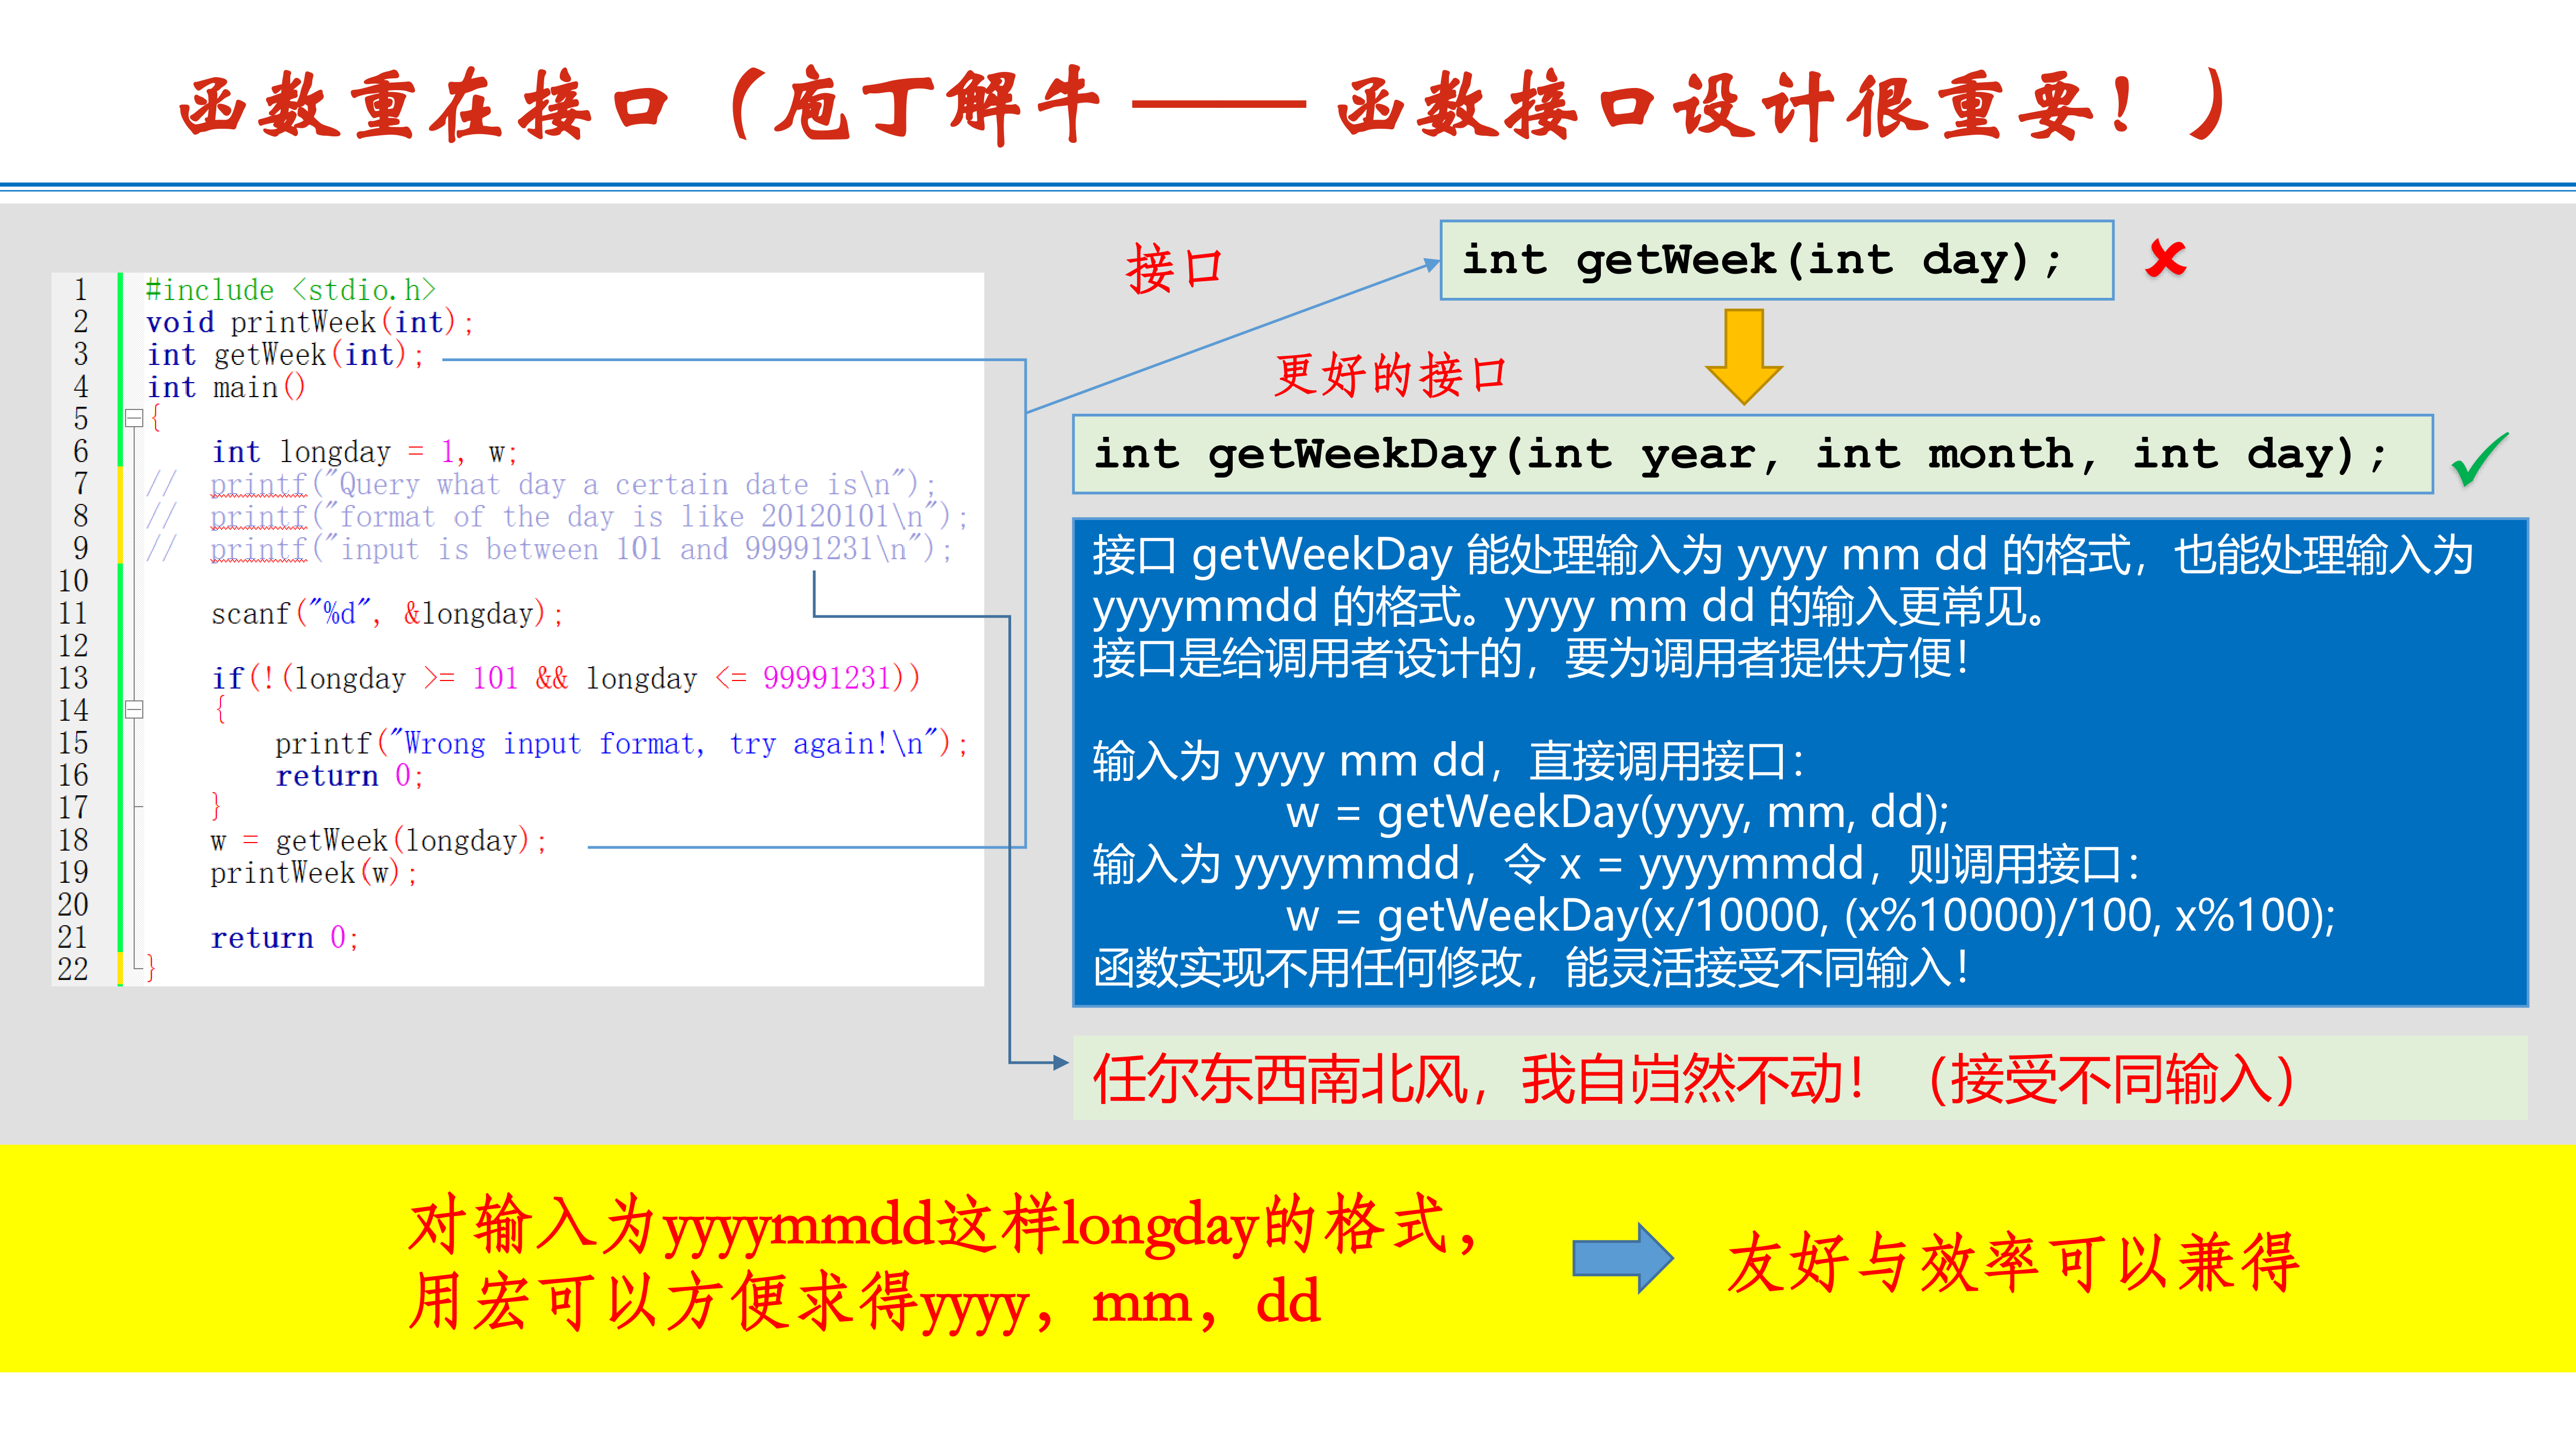 函数重在接口（庖丁解牛——函数接口设计很重要！）
1 #include <stdio.h>
2 void printWeek(int);
3 int getWeek(int);
4 int main()
5 {
6 int longday = 1, w;
7 // printf("Query what day a certain date is\n");
8 // printf("format of the day is like 20120101\n");
9 // printf("input is between 101 and 99991231\n");
10
11 scanf("%d", &longday);
12
13 if(!(longday >= 101 && longday <= 99991231))
14 {
15 printf("Wrong input format, try again!\n");
16 return 0;
17 }
18 w = getWeek(longday);
19 printWeek(w);
20
21 return 0;
22 }
接口
int getWeek(int day);
✘
更好的接口
int getWeekDay(int year, int month, int day);
✓
接口 getWeekDay 能处理输入为 yyyy mm dd 的格式，也能处理输入为
yyyymmdd 的格式。yyyy mm dd 的输入更常见。
接口是给调用者设计的，要为调用者提供方便！
输入为 yyyy mm dd，直接调用接口：
w = getWeekDay(yyyy, mm, dd);
输入为 yyyymmdd，令 x = yyyymmdd，则调用接口：
w = getWeekDay(x/10000, (x%10000)/100, x%100);
函数实现不用任何修改，能灵活接受不同输入！
任尔东西南北风，我自岿然不动！（接受不同输入）
对输入为yyyymmdd这样longday的格式，
用宏可以方便求得yyyy，mm，dd
友好与效率可以兼得